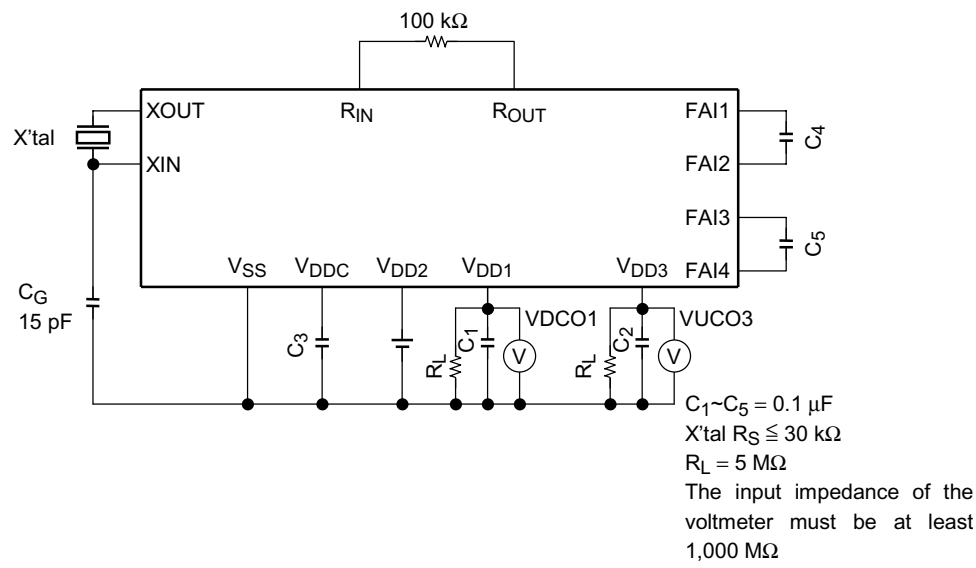 100 kΩ
XOUT
R_IN
R_OUT
FAI1
X'tal
C4
XIN
FAI2
FAI3
C5
VSS
VDDC
VDD2
VDD1
VDD3
FAI4
CG
15 pF
C3
RL
C1
VDCO1
V
RL
C2
VUCO3
V
C1~C5 = 0.1 μF
X'tal RS ≦ 30 kΩ
RL = 5 MΩ
The input impedance of the
voltmeter must be at least
1,000 MΩ